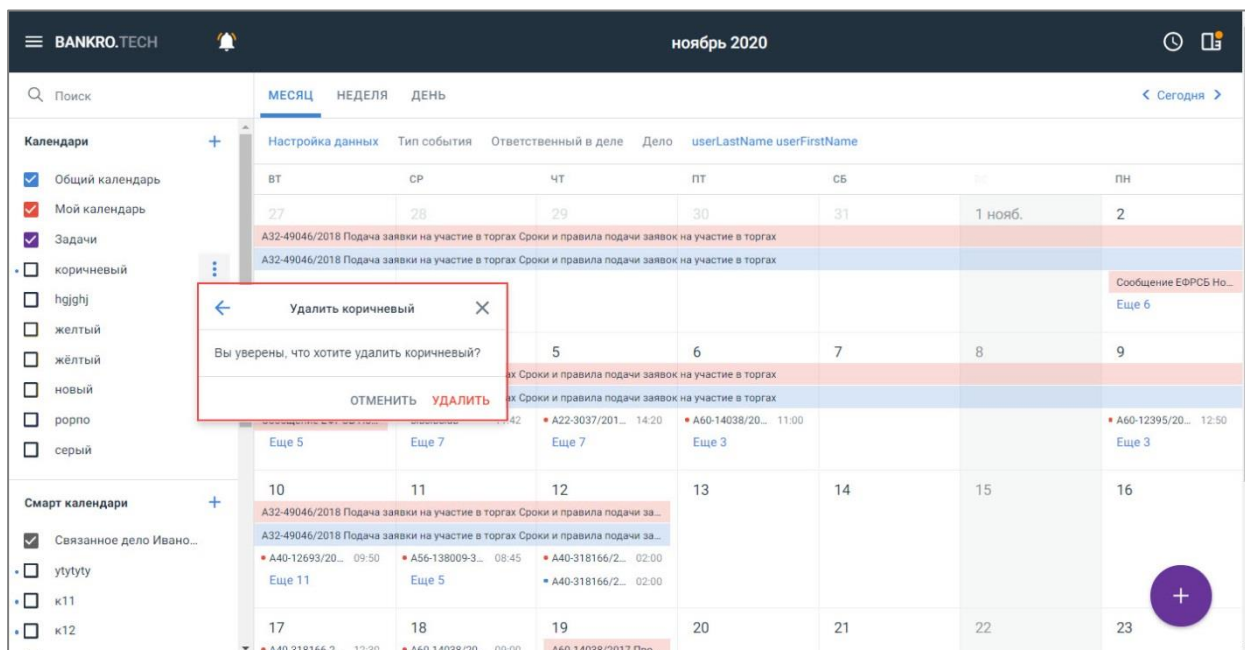 BANKRO.TECH
ноябрь 2020
Поиск
МЕСЯЦ НЕДЕЛЯ ДЕНЬ
Сегодня
Календари
Настройка данных Тип события Ответственный в деле Дело userLastName userFirstName
Общий календарь
ВТ СР ЧТ ПТ СБ ВС ПН
Мой календарь
27 28 29 30 31 1 нояб. 2
Задачи
А32-49046/2018 Подача заявки на участие в торгах Сроки и правила подачи заявок на участие в торгах
А32-49046/2018 Подача заявки на участие в торгах Сроки и правила подачи заявок на участие в торгах
коричневый
Сообщение ЕФРСБ Но...
Еще 6
hgjghj
желтый
жёлтый
новый
ропро
серый
Удалить коричневый
Вы уверены, что хотите удалить коричневый?
ОТМЕНИТЬ УДАЛИТЬ
5 6 7 8 9
Сроки и правила подачи заявок на участие в торгах
Сроки и правила подачи заявок на участие в торгах
А22-3037/201... 14:20 А60-14038/20... 11:00 А60-12395/20... 12:50
Еще 5 Еще 7 Еще 7 Еще 3 Еще 3
Смарт календари
10 11 12 13 14 15 16
А32-49046/2018 Подача заявки на участие в торгах Сроки и правила подачи за...
А32-49046/2018 Подача заявки на участие в торгах Сроки и правила подачи за...
Связанное дело Ивано...
А40-12693/20... 09:50 А56-138009-3... 08:45 А40-318166/2... 02:00
Еще 11 Еще 5 А40-318166/2... 02:00
ytytyty
к11
к12
17 18 19 20 21 22 23